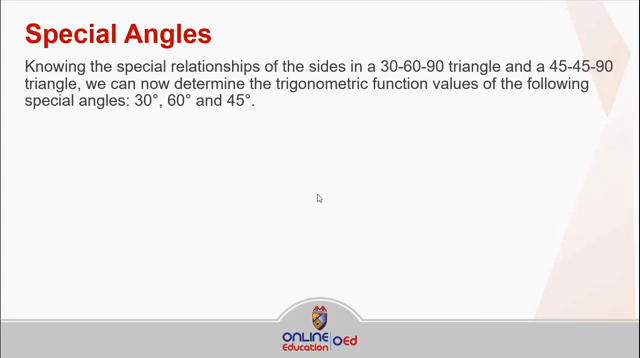 Special Angles
Knowing the special relationships of the sides in a 30-60-90 triangle and a 45-45-90
triangle, we can now determine the trigonometric function values of the following
special angles: 30°, 60° and 45°.
ONLINE
Education
OEd